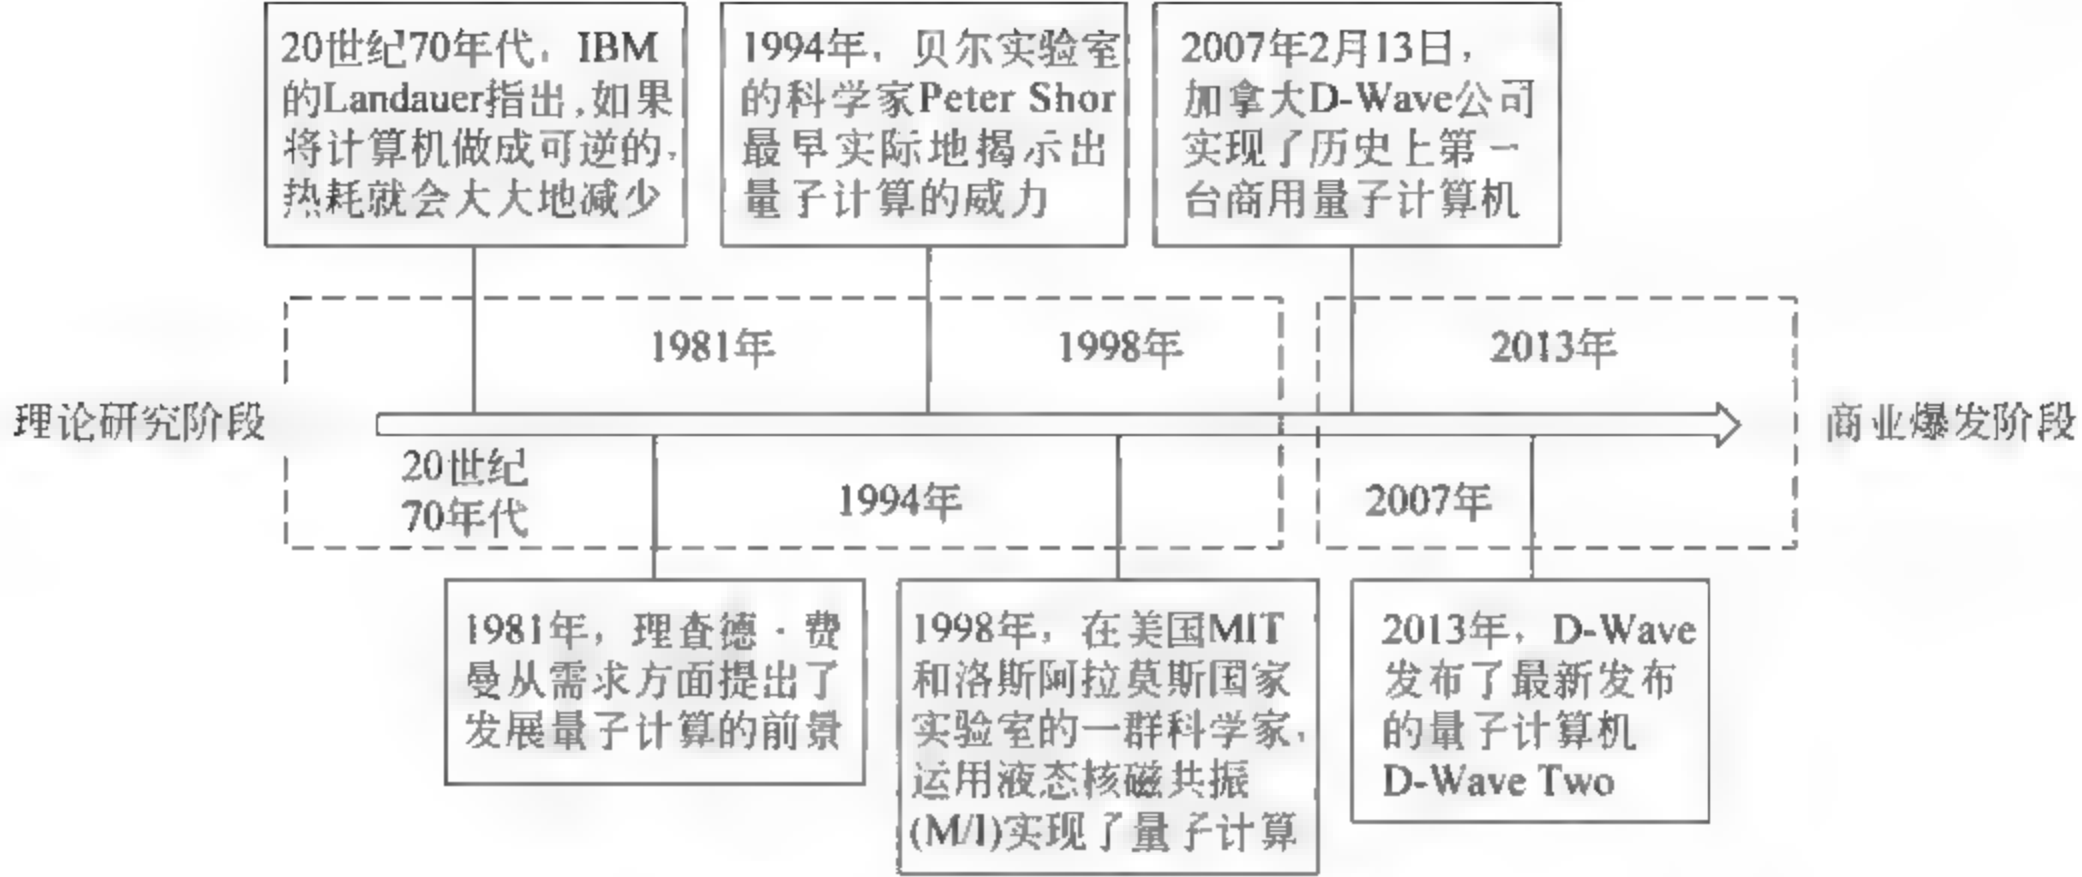 20世纪70年代，IBM
的Landauer指出,如果
将计算机做成可逆的，
热耗就会大大地减少
1994年，贝尔实验室
的科学家Peter Shor
最早实际地揭示出
量子计算的威力
2007年2月13日，
加拿大D-Wave公司
实现了历史上第一
台商用量子计算机
1981年
1998年
2013年
理论研究阶段
商业爆发阶段
20世纪
70年代
1994年
2007年
1981年，理查德·费
曼从需求方面提出了
发展量子计算的前景
1998年，在美国MIT
和洛斯阿拉莫斯国家
实验室的一群科学家，
运用液态核磁共振
(M/I)实现了量子计算
2013年，D-Wave
发布了最新发布
的量子计算机
D-Wave Two